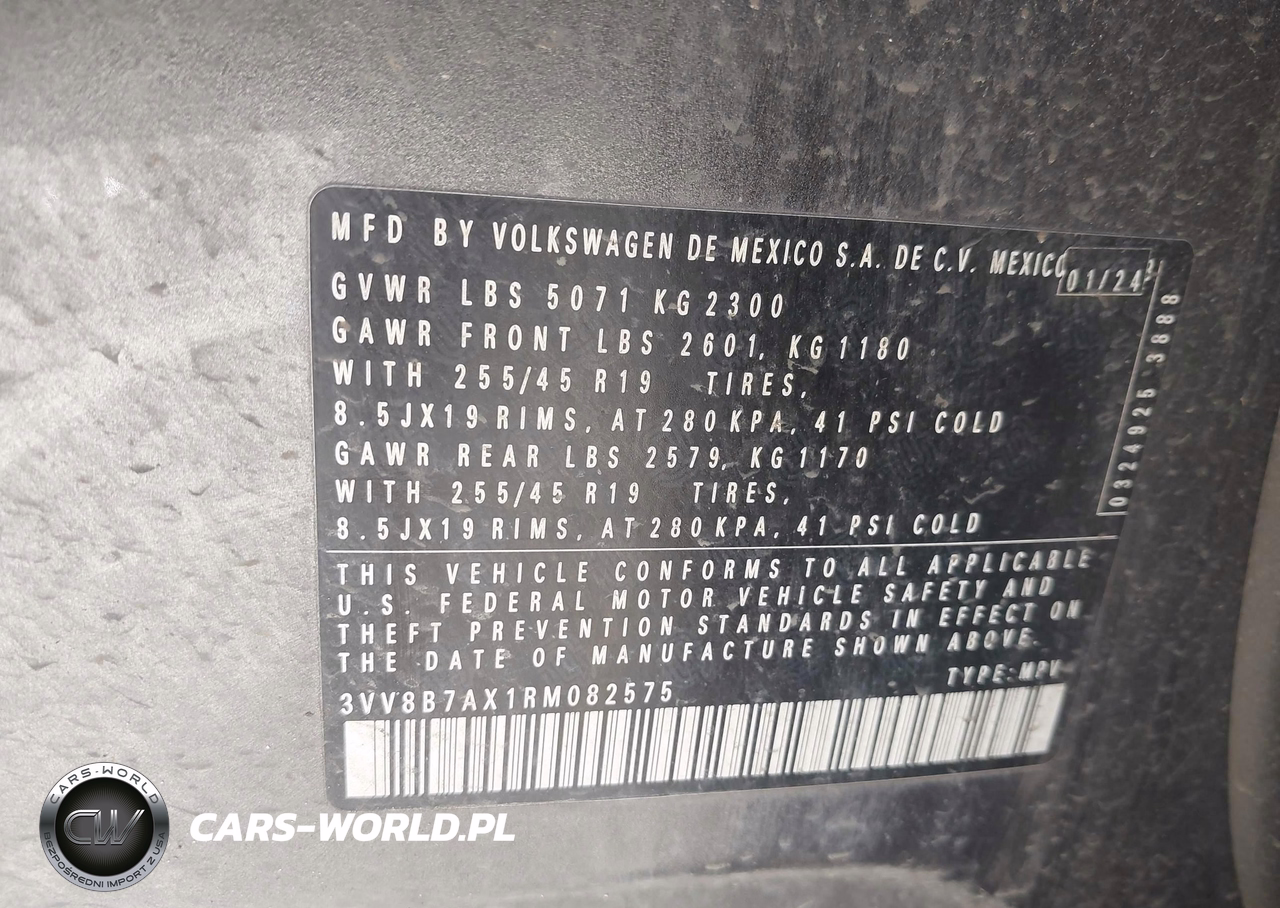 MFD BY VOLKSWAGEN DE MEXICO S.A. DE C.V. MEXICO
01/24
GVWR LBS 5071 KG 2300
GAWR FRONT LBS 2601, KG 1180
WITH 255/45 R19 TIRES,
8.5JX19 RIMS, AT 280 KPA, 41 PSI COLD
GAWR REAR LBS 2579, KG 1170
WITH 255/45 R19 TIRES,
8.5JX19 RIMS, AT 280 KPA, 41 PSI COLD
0324925 3888
THIS VEHICLE CONFORMS TO ALL APPLICABLE
U.S. FEDERAL MOTOR VEHICLE SAFETY AND
THEFT PREVENTION STANDARDS IN EFFECT ON
THE DATE OF MANUFACTURE SHOWN ABOVE.
TYPE: MPV
3VV8B7AX1RM082575
CARS-WORLD
CW
BEZPOŚREDNI IMPORT Z USA
CARS-WORLD.PL